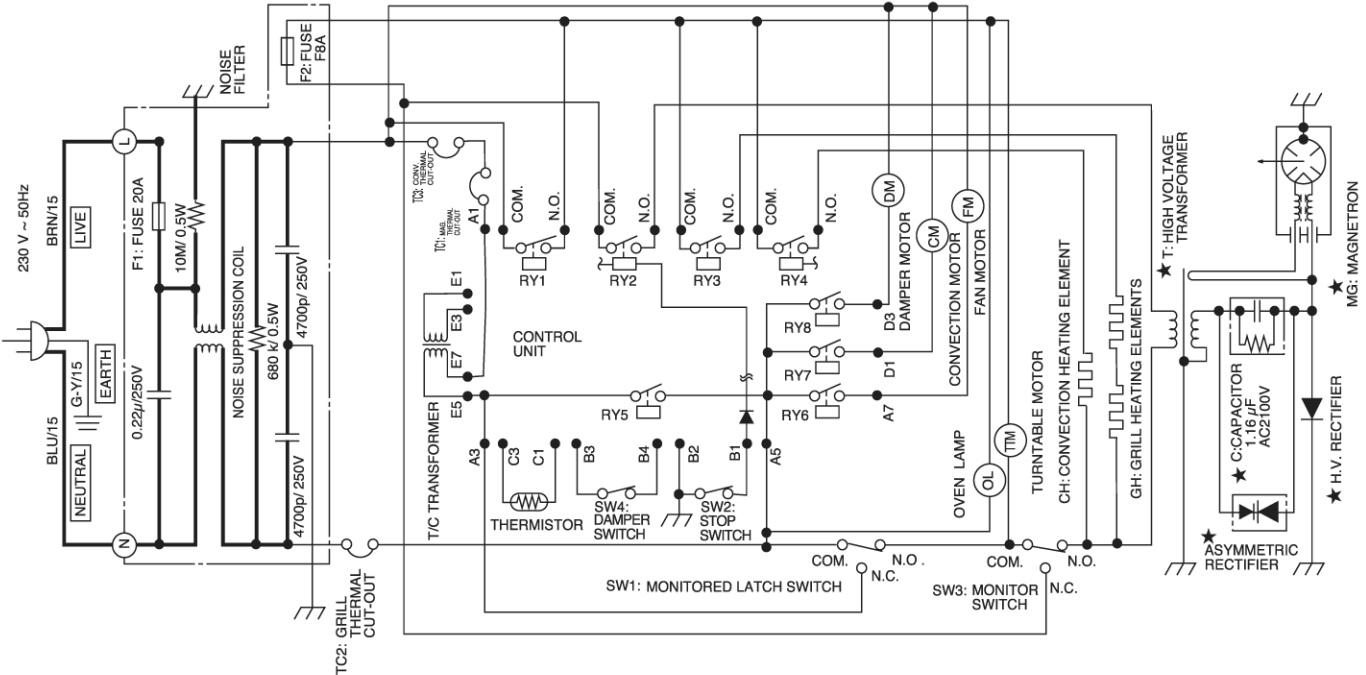 230 V ~ 50Hz
BRN/15
LIVE
G-Y/15
EARTH
BLU/15
NEUTRAL
L
N
F1: FUSE 20A
10M/ 0.5W
0.22µ/250V
NOISE
FILTER
NOISE SUPPRESSION COIL
680 k/ 0.5W
4700p/ 250V
4700p/ 250V
F2: FUSE
F8A
TC2: GRILL
THERMAL
CUT-OUT
TC3: CONV.
THERMAL
CUT-OUT
TC1: MAG.
THERMAL
CUT-OUT
A1
COM.
N.O.
RY1
COM.
N.O.
RY2
COM.
N.O.
RY3
COM.
N.O.
RY4
E1
E3
E7
E5
T/C TRANSFORMER
CONTROL
UNIT
RY5
RY8
RY7
RY6
D3
D1
A7
A3
C3
C1
B3
B4
B2
B1
A5
THERMISTOR
SW4:
DAMPER
SWITCH
SW2:
STOP
SWITCH
DM
DAMPER MOTOR
CM
CONVECTION MOTOR
FM
FAN MOTOR
OL
OVEN LAMP
TTM
TURNTABLE MOTOR
CH: CONVECTION HEATING ELEMENT
GH: GRILL HEATING ELEMENTS
COM.
N.O.
N.C.
SW1: MONITORED LATCH SWITCH
COM.
N.O.
N.C.
SW3: MONITOR
SWITCH
★ T: HIGH VOLTAGE
TRANSFORMER
★ C:CAPACITOR
1.16 µF
AC2100V
★ ASYMMETRIC
RECTIFIER
★ H.V. RECTIFIER
★ MG: MAGNETRON